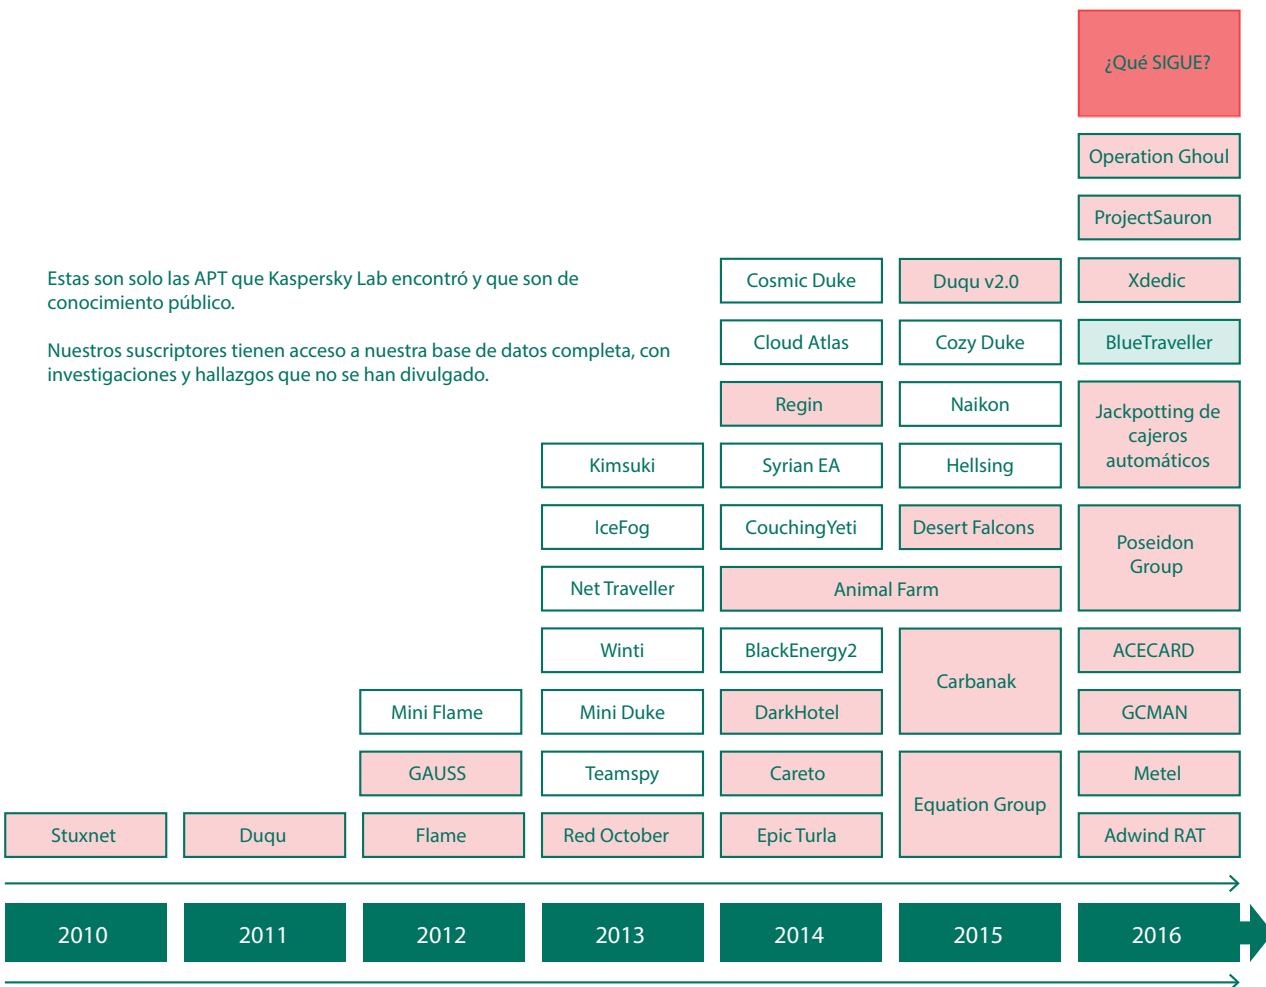 ¿Qué SIGUE?
Operation Ghoul
ProjectSauron
Estas son solo las APT que Kaspersky Lab encontró y que son de
conocimiento público.
Nuestros suscriptores tienen acceso a nuestra base de datos completa, con
investigaciones y hallazgos que no se han divulgado.
Cosmic Duke
Duqu v2.0
Xdedic
Cloud Atlas
Cozy Duke
BlueTraveller
Regin
Naikon
Jackpotting de
cajeros
automáticos
Kimsuki
Syrian EA
Hellsing
IceFog
CouchingYeti
Desert Falcons
Poseidon
Group
Net Traveller
Animal Farm
Winti
BlackEnergy2
Carbanak
ACECARD
Mini Flame
Mini Duke
DarkHotel
GCMAN
GAUSS
Teamspy
Careto
Equation Group
Metel
Stuxnet
Duqu
Flame
Red October
Epic Turla
Adwind RAT
2010
2011
2012
2013
2014
2015
2016